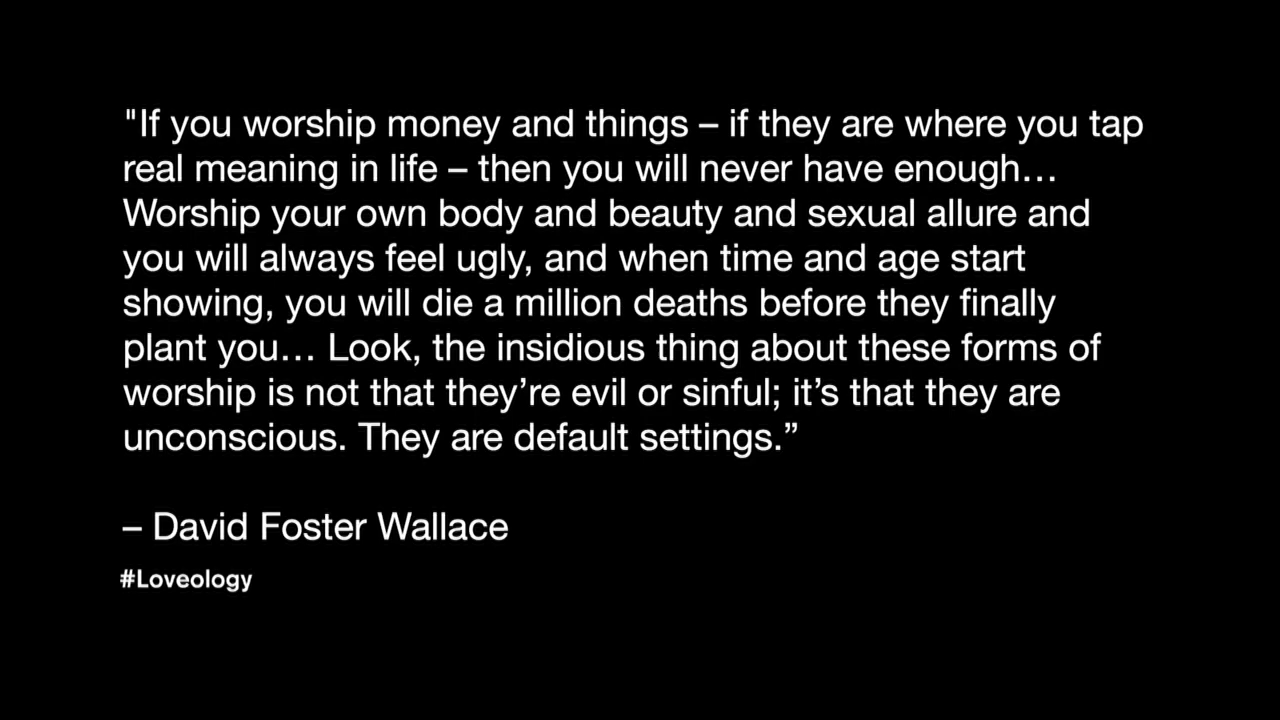 "If you worship money and things – if they are where you tap
real meaning in life – then you will never have enough…
Worship your own body and beauty and sexual allure and
you will always feel ugly, and when time and age start
showing, you will die a million deaths before they finally
plant you… Look, the insidious thing about these forms of
worship is not that they’re evil or sinful; it’s that they are
unconscious. They are default settings.”
– David Foster Wallace
#Loveology